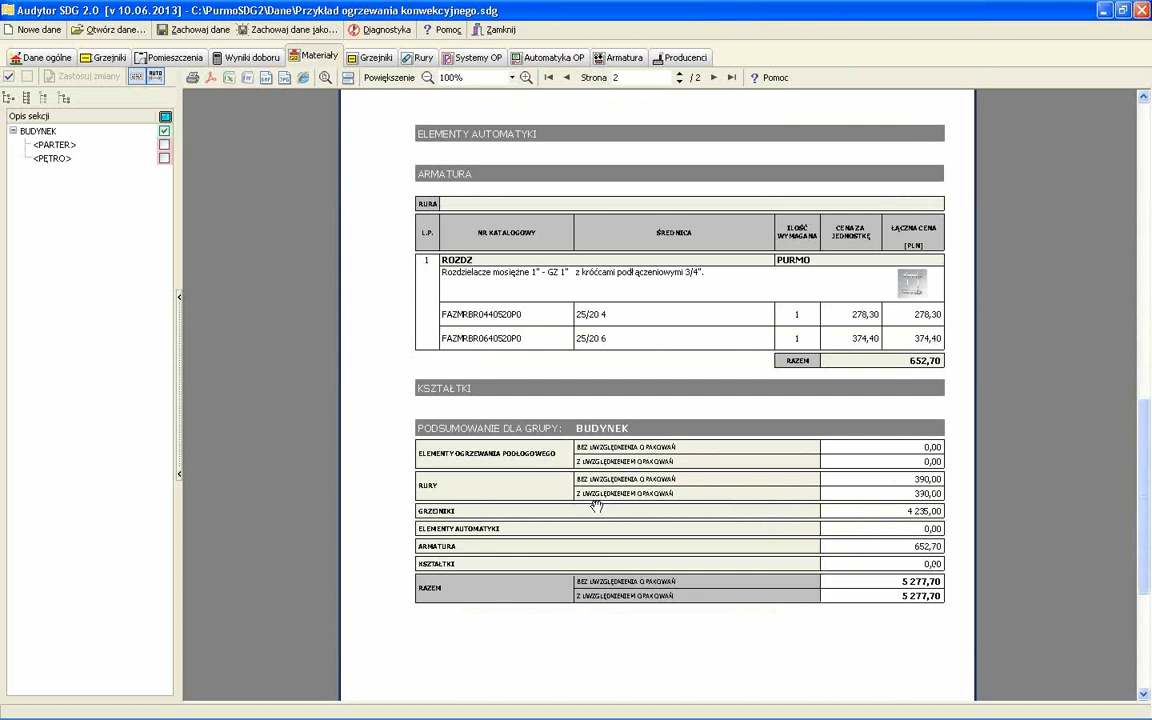 Audytor SDG 2.0 [v 10.06.2013] - C:\PurmoSDG2\Dane\Przykład ogrzewania konwekcyjnego.sdg
Nowe dane Otwórz dane... Zachowaj dane Zachowaj dane jako... Diagnostyka Pomoc Zamknij
Dane ogólne Grzejniki Pomieszczenia Wyniki doboru Materiały Grzejniki Rury Systemy OP Automatyka OP Armatura Producenci
Zastosuj zmiany AUTO Powiększenie 100% Strona 2 / 2 Pomoc
Opis sekcji
BUDYNEK
<PARTER>
<PĘTRO>
ELEMENTY AUTOMATYKI
ARMATURA
RURA
L.P. NR KATALOGOWY ŚREDNICA ILOŚĆ WYMAGANA CENA ZA JEDNOSTKĘ ŁĄCZNA CENA [PLN]
1 ROZDZ PURMO
Rozdzielacze mosiężne 1" - GZ 1" z króćcami podłączeniowymi 3/4".
FAZMRBR0440520P0 25/20 4 1 278,30 278,30
FAZMRBR0640520P0 25/20 6 1 374,40 374,40
RAZEM 652,70
KSZTAŁTKI
PODSUMOWANIE DLA GRUPY: BUDYNEK
ELEMENTY OGRZEWANIA PODŁOGOWEGO BEZ UWZGLĘDNIENIA OPAKOWAŃ 0,00
Z UWZGLĘDNIENIEM OPAKOWAŃ 0,00
RURY BEZ UWZGLĘDNIENIA OPAKOWAŃ 390,00
Z UWZGLĘDNIENIEM OPAKOWAŃ 390,00
GRZEJNIKI 4 235,00
ELEMENTY AUTOMATYKI 0,00
ARMATURA 652,70
KSZTAŁTKI 0,00
RAZEM BEZ UWZGLĘDNIENIA OPAKOWAŃ 5 277,70
Z UWZGLĘDNIENIEM OPAKOWAŃ 5 277,70